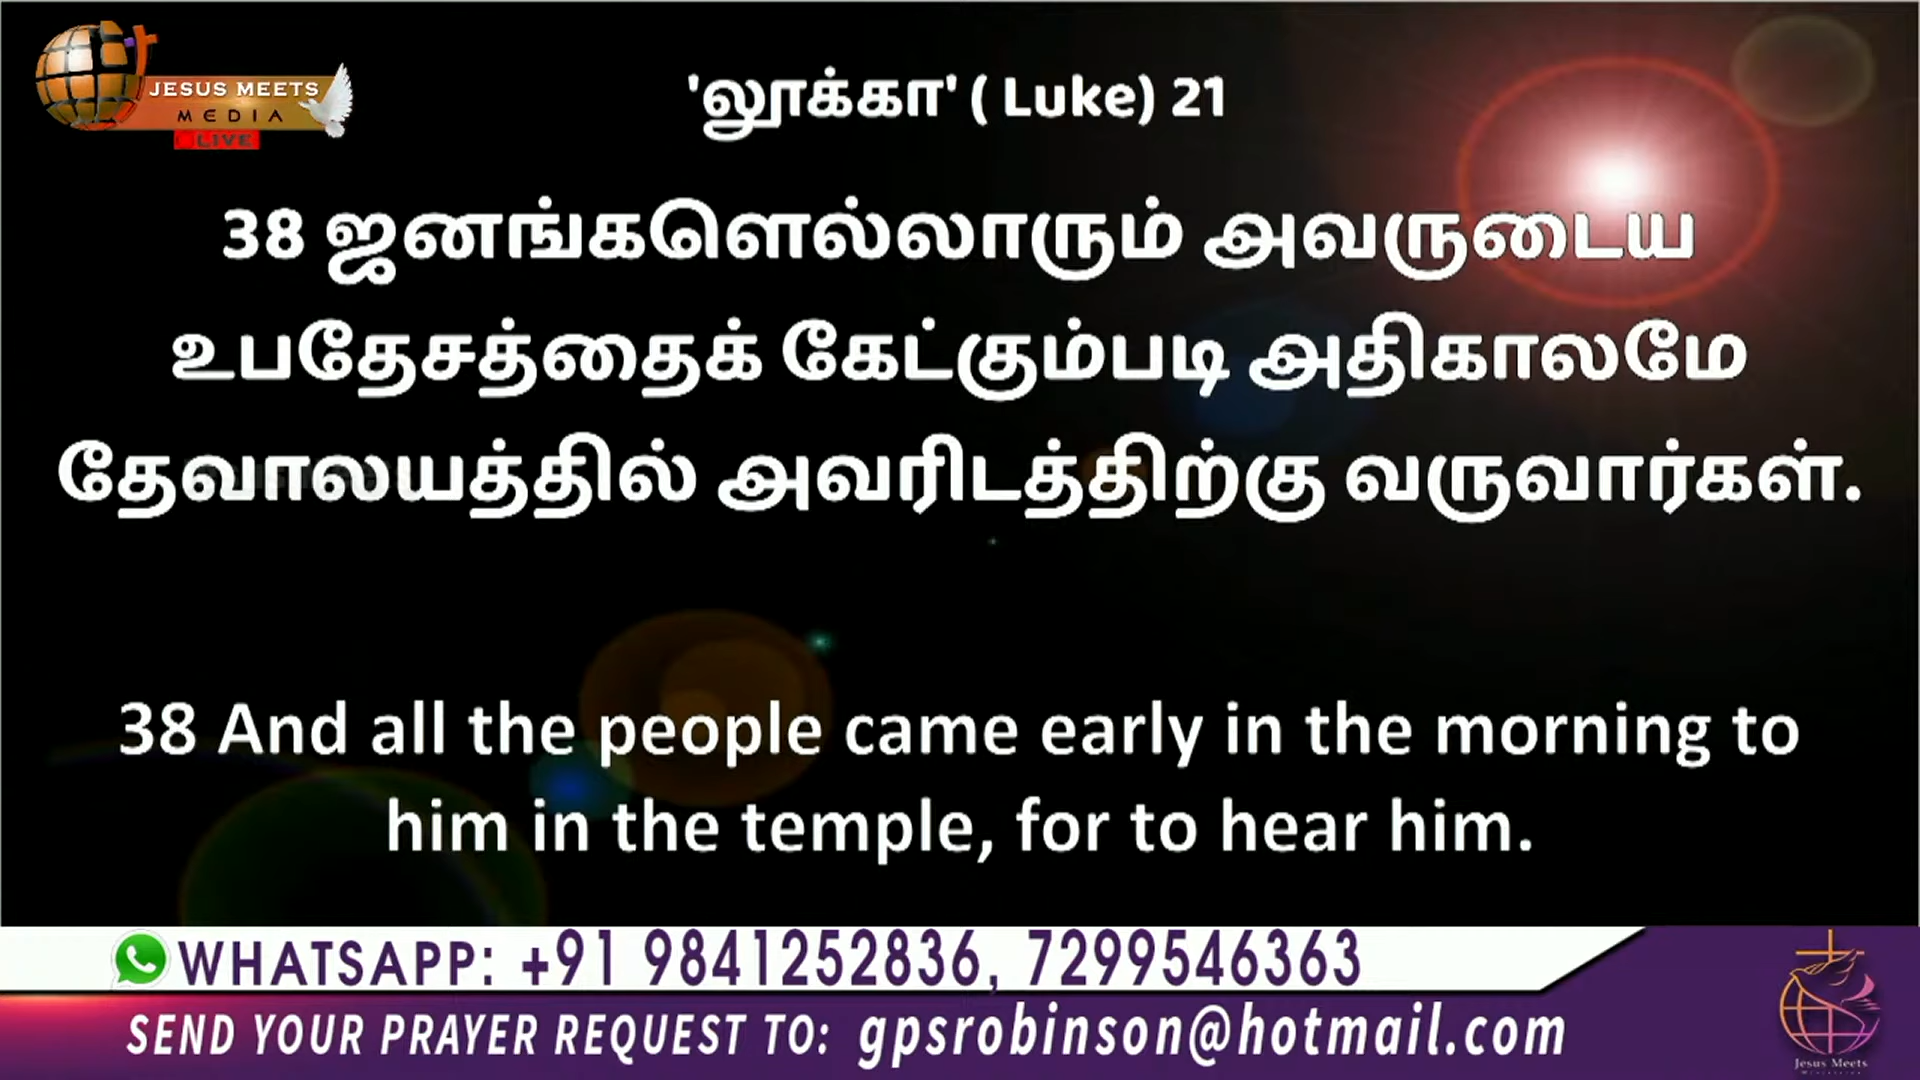 JESUS MEETS
MEDIA
LIVE
'லூக்கா' ( Luke) 21
38 ஜனங்களெல்லாரும் அவருடைய
உபதேசத்தைக் கேட்கும்படி அதிகாலமே
தேவாலயத்தில் அவரிடத்திற்கு வருவார்கள்.
38 And all the people came early in the morning to
him in the temple, for to hear him.
WHATSAPP: +91 9841252836, 7299546363
SEND YOUR PRAYER REQUEST TO: gpsrobinson@hotmail.com
Jesus Meets